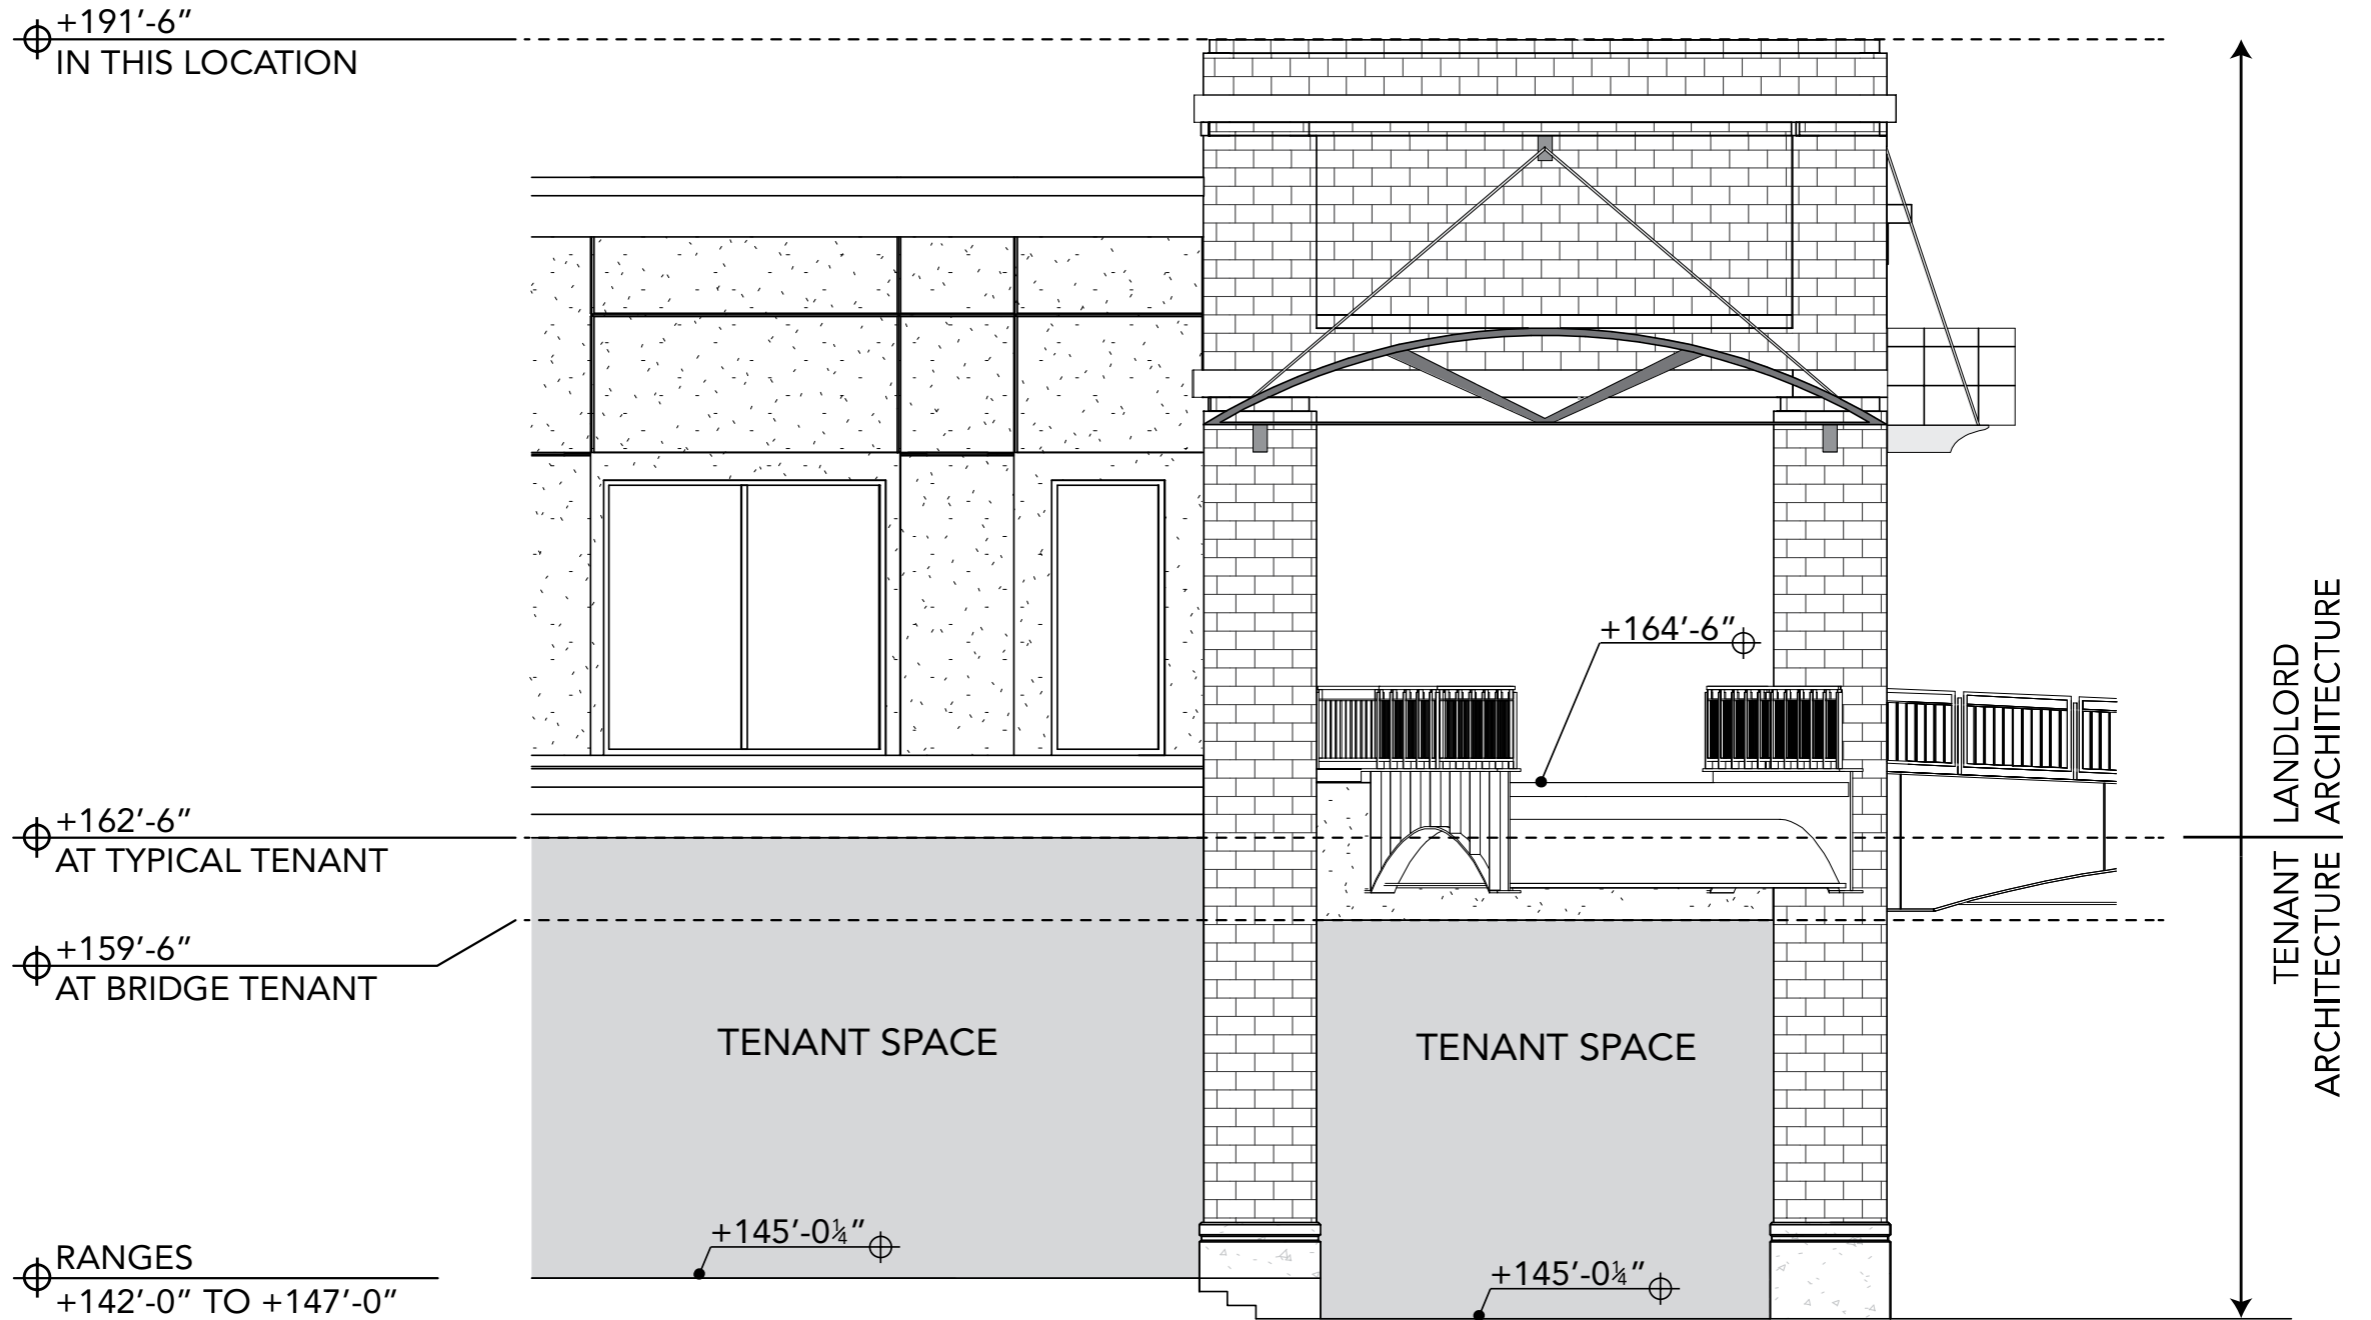 +191'-6"
IN THIS LOCATION
+164'-6"
LANDLORD
ARCHITECTURE
+162'-6"
AT TYPICAL TENANT
TENANT
ARCHITECTURE
+159'-6"
AT BRIDGE TENANT
TENANT SPACE
TENANT SPACE
+145'-0¼"
+145'-0¼"
RANGES
+142'-0" TO +147'-0"